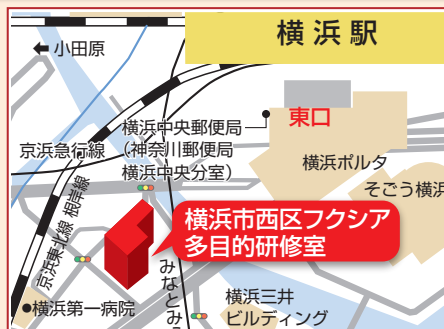 横浜駅
小田原
横浜中央郵便局
（神奈川郵便局
横浜中央分室）
東口
京浜急行線
横浜ポルタ
そごう横浜
京浜東北線 根岸線
横浜市西区フクシア
多目的研修室
みなとみ
横浜三井
ビルディング
横浜第一病院